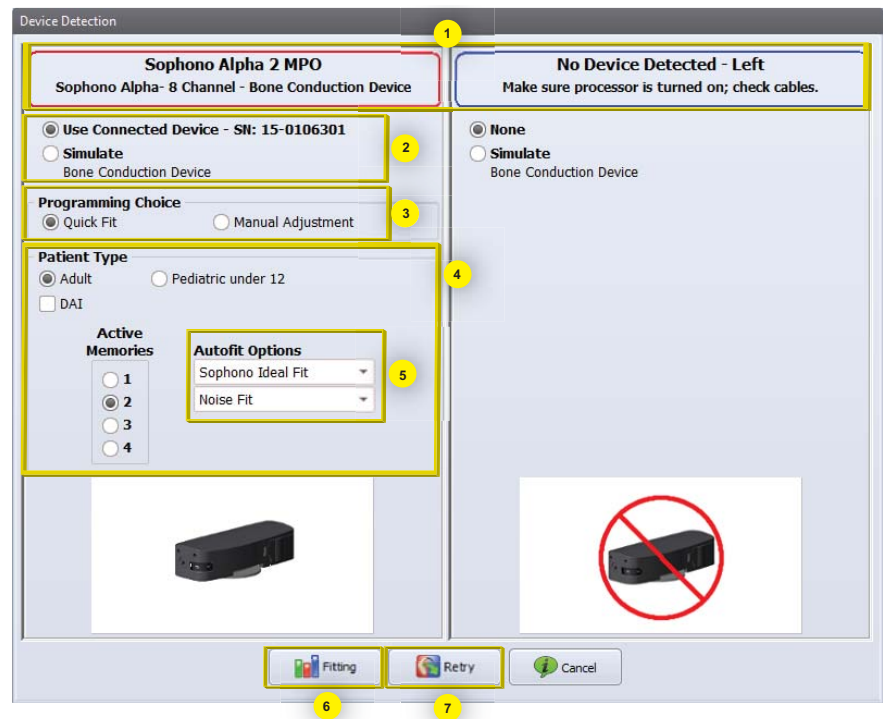 Device Detection
1
Sophono Alpha 2 MPO
Sophono Alpha- 8 Channel - Bone Conduction Device
No Device Detected - Left
Make sure processor is turned on; check cables.
Use Connected Device - SN: 15-0106301
Simulate
Bone Conduction Device
2
None
Simulate
Bone Conduction Device
Programming Choice
Quick Fit
Manual Adjustment
3
Patient Type
Adult
Pediatric under 12
4
DAI
Active
Memories
1
2
3
4
Autofit Options
Sophono Ideal Fit
Noise Fit
5
Fitting
Retry
Cancel
6
7